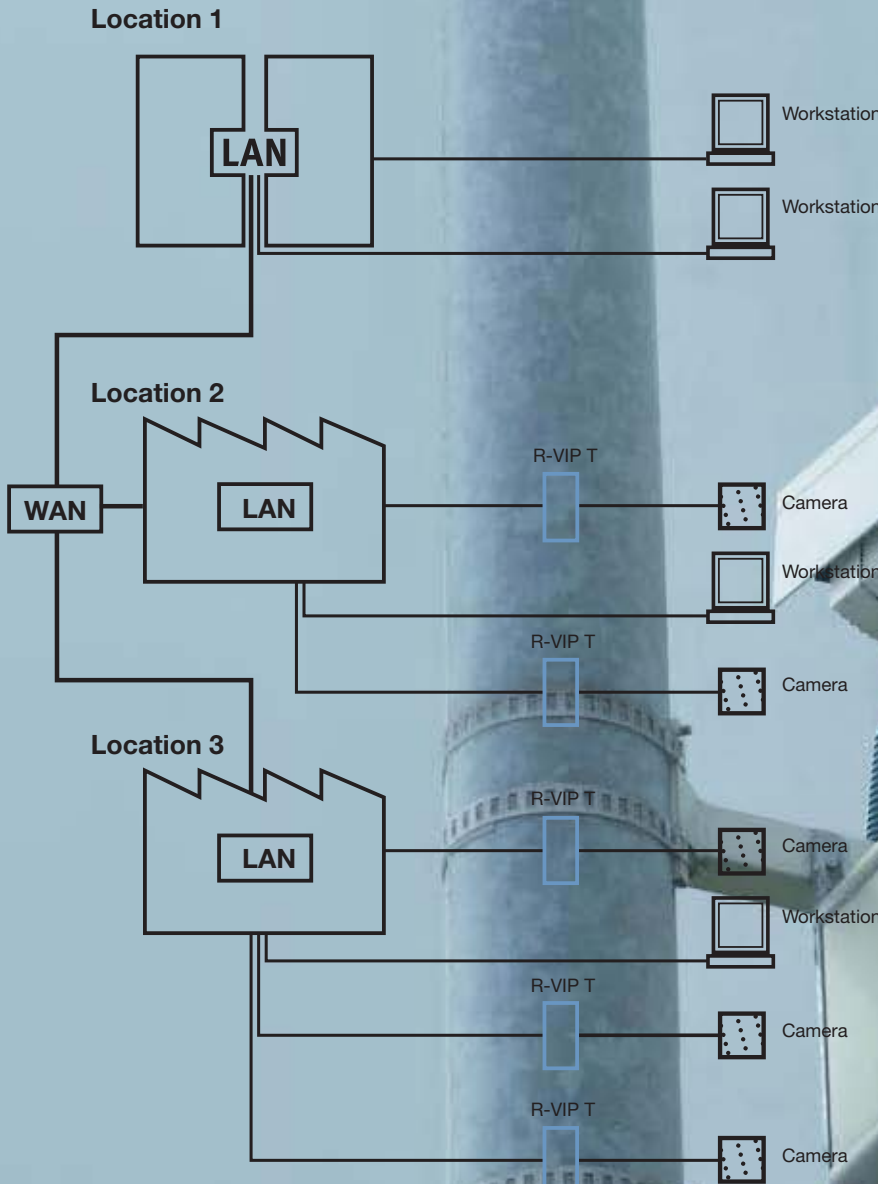 Location 1
LAN
Workstation
Workstation
Location 2
WAN
LAN
R-VIP T
Camera
Workstation
R-VIP T
Camera
Location 3
LAN
R-VIP T
Camera
Workstation
R-VIP T
Camera
R-VIP T
Camera